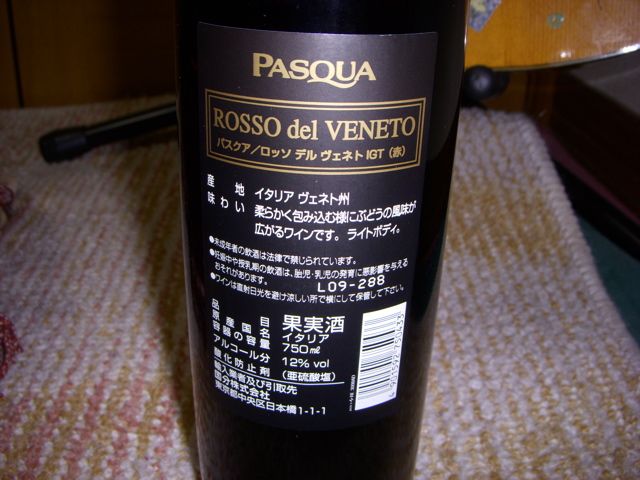 PASQUA
ROSSO del VENETO
パスクア/ロッソ デル ヴェネト IGT (赤)
産 地 イタリア ヴェネト州
味わい 柔らかく包み込む様にぶどうの風味が
広がるワインです。ライトボディ。
●未成年者の飲酒は法律で禁じられています。
●妊娠中や授乳期の飲酒は、胎児・乳児の発育に悪影響を与える
おそれがあります。
L09-288
●ワインは直射日光を避け涼しい所で横にして保管して下さい。
品目 果実酒
原産国名 イタリア
容器の容量 750mℓ
アルコール分 12% vol
酸化防止剤 (亜硫酸塩)
輸入業者及び引取先
国分株式会社
東京都中央区日本橋1-1-1